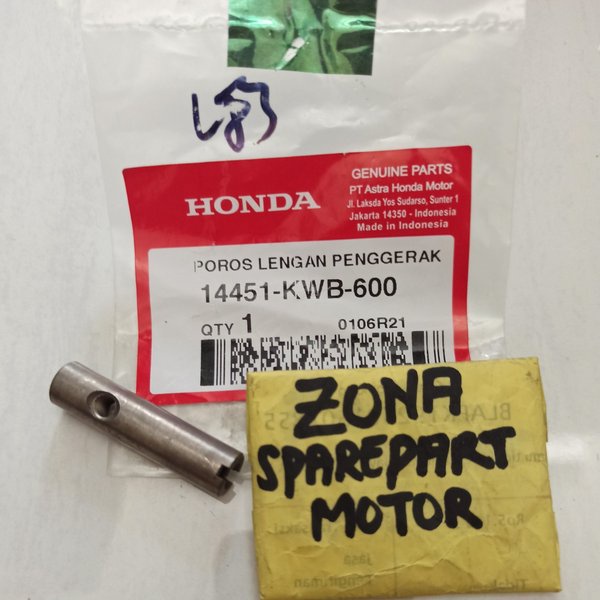 L83
GENUINE PARTS
PT Astra Honda Motor
Jl. Laksda Yos Sudarso, Sunter 1
Jakarta 14350 - Indonesia
Made in Indonesia
HONDA
POROS LENGAN PENGGERAK
14451-KWB-600
QTY 1 0106R21
ZONA
SPAREPART
MOTOR